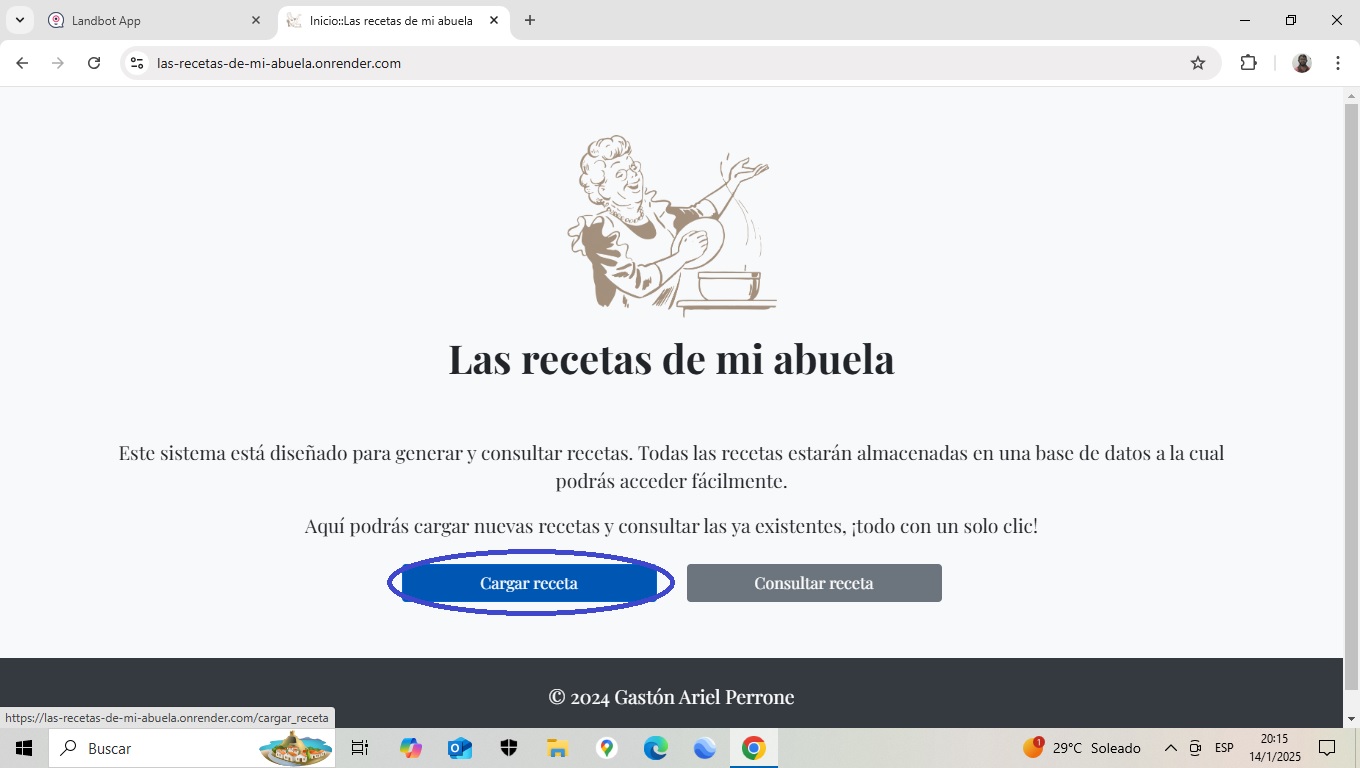 Landbot App
Inicio::Las recetas de mi abuela
las-recetas-de-mi-abuela.onrender.com
Las recetas de mi abuela
Este sistema está diseñado para generar y consultar recetas. Todas las recetas estarán almacenadas en una base de datos a la cual
podrás acceder fácilmente.
Aquí podrás cargar nuevas recetas y consultar las ya existentes, ¡todo con un solo clic!
Cargar receta
Consultar receta
© 2024 Gastón Ariel Perrone
https://las-recetas-de-mi-abuela.onrender.com/cargar_receta
Buscar
1
29°C Soleado
ESP
20:15
14/1/2025